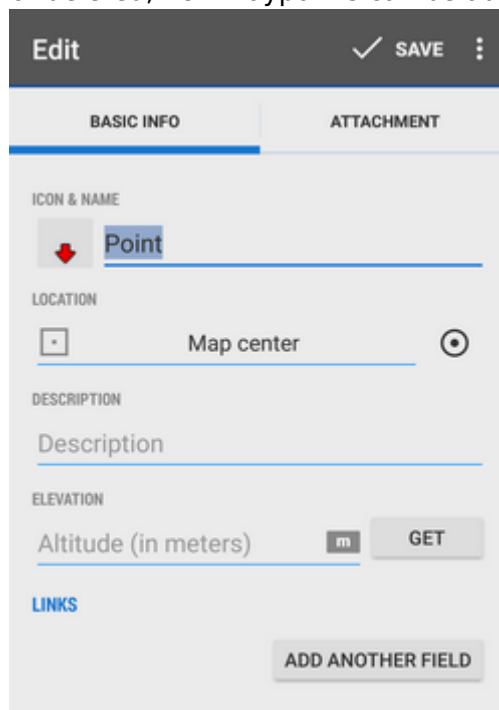 Edit SAVE
BASIC INFO ATTACHMENT
ICON & NAME
Point
LOCATION
Map center
DESCRIPTION
Description
ELEVATION
Altitude (in meters) m GET
LINKS
ADD ANOTHER FIELD